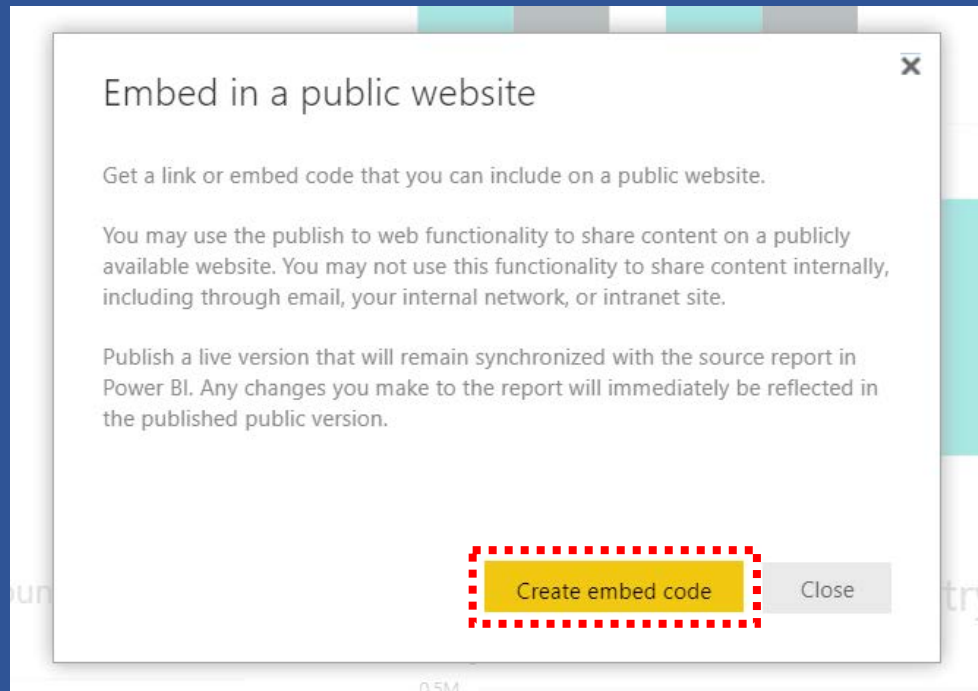 Embed in a public website
Get a link or embed code that you can include on a public website.
You may use the publish to web functionality to share content on a publicly
available website. You may not use this functionality to share content internally,
including through email, your internal network, or intranet site.
Publish a live version that will remain synchronized with the source report in
Power BI. Any changes you make to the report will immediately be reflected in
the published public version.
Create embed code Close
0.5M